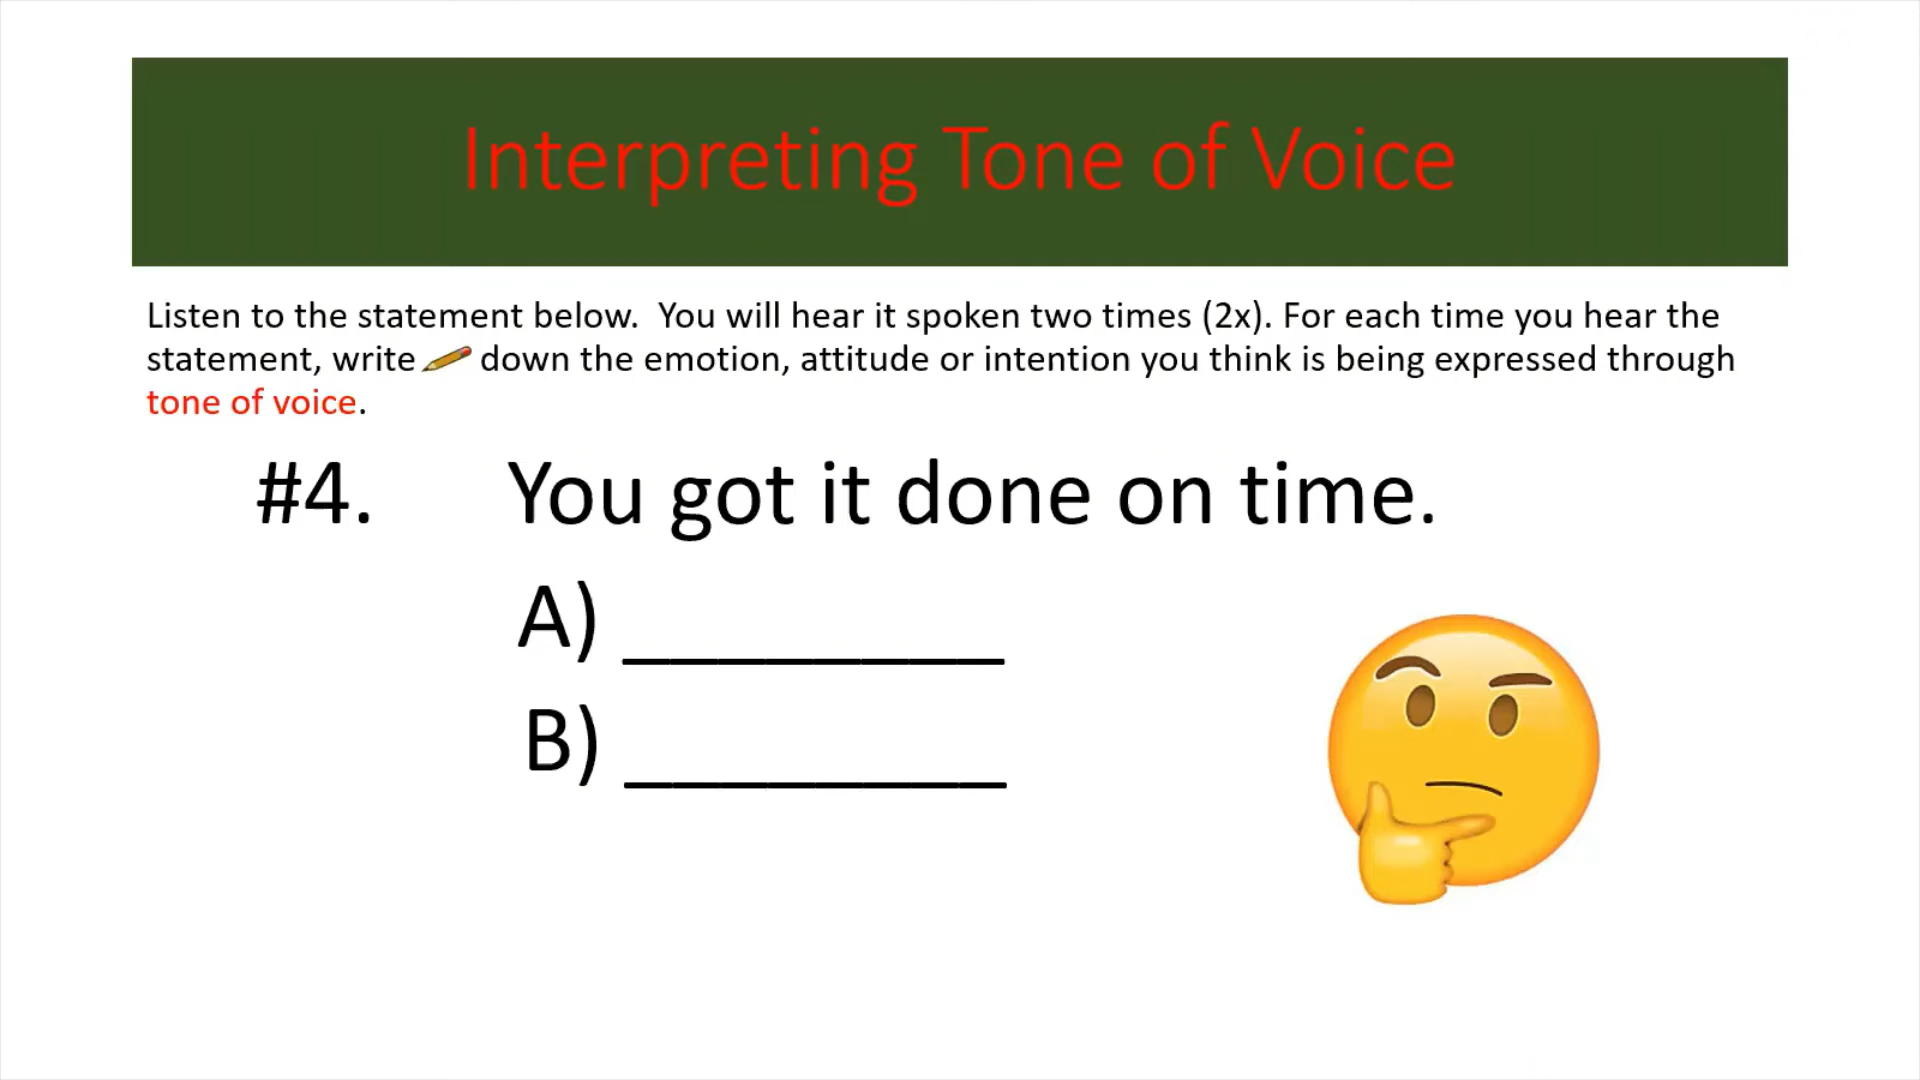 Interpreting Tone of Voice
Listen to the statement below.  You will hear it spoken two times (2x). For each time you hear the
statement, write down the emotion, attitude or intention you think is being expressed through
tone of voice.
#4. You got it done on time.
A) ________
B) ________